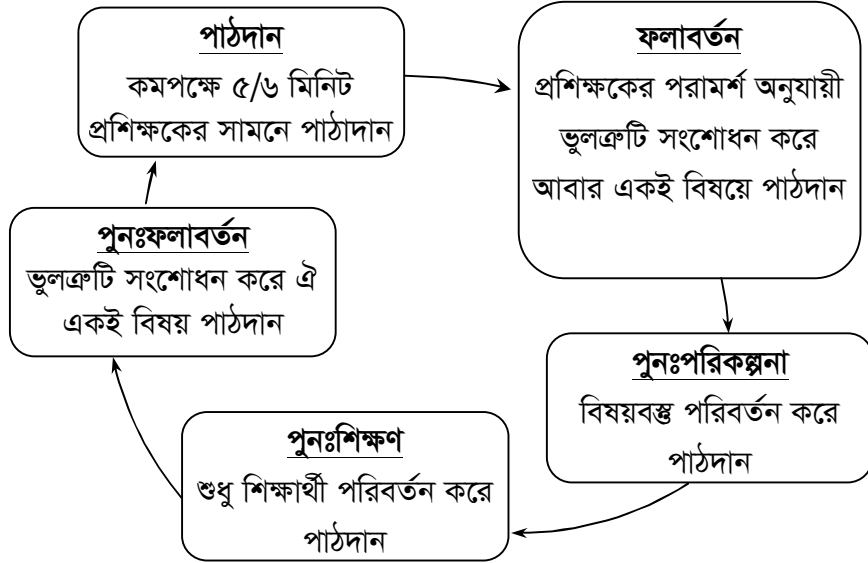 পাঠদান
কমপক্ষে ৫/৬ মিনিট
প্রশিক্ষকের সামনে পাঠাদান
ফলাবর্তন
প্রশিক্ষকের পরামর্শ অনুযায়ী
ভুলত্রুটি সংশোধন করে
আবার একই বিষয়ে পাঠদান
পুনঃপরিকল্পনা
বিষয়বস্তু পরিবর্তন করে
পাঠদান
পুনঃশিক্ষণ
শুধু শিক্ষার্থী পরিবর্তন করে
পাঠদান
পুনঃফলাবর্তন
ভুলত্রুটি সংশোধন করে ঐ
একই বিষয় পাঠদান